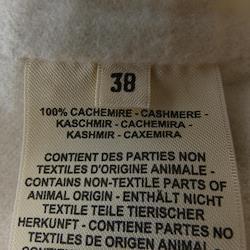 38
100% CACHEMIRE - CASHMERE -
KASCHMIR - CACHEMIRA -
KASHMIR - CAXEMIRA
CONTIENT DES PARTIES NON
TEXTILES D'ORIGINE ANIMALE -
CONTAINS NON-TEXTILE PARTS OF
ANIMAL ORIGIN - ENTHÄLT NICHT
TEXTILE TEILE TIERISCHER
HERKUNFT - CONTIENE PARTES NO
TEXTILES DE ORIGEN ANIMAL -